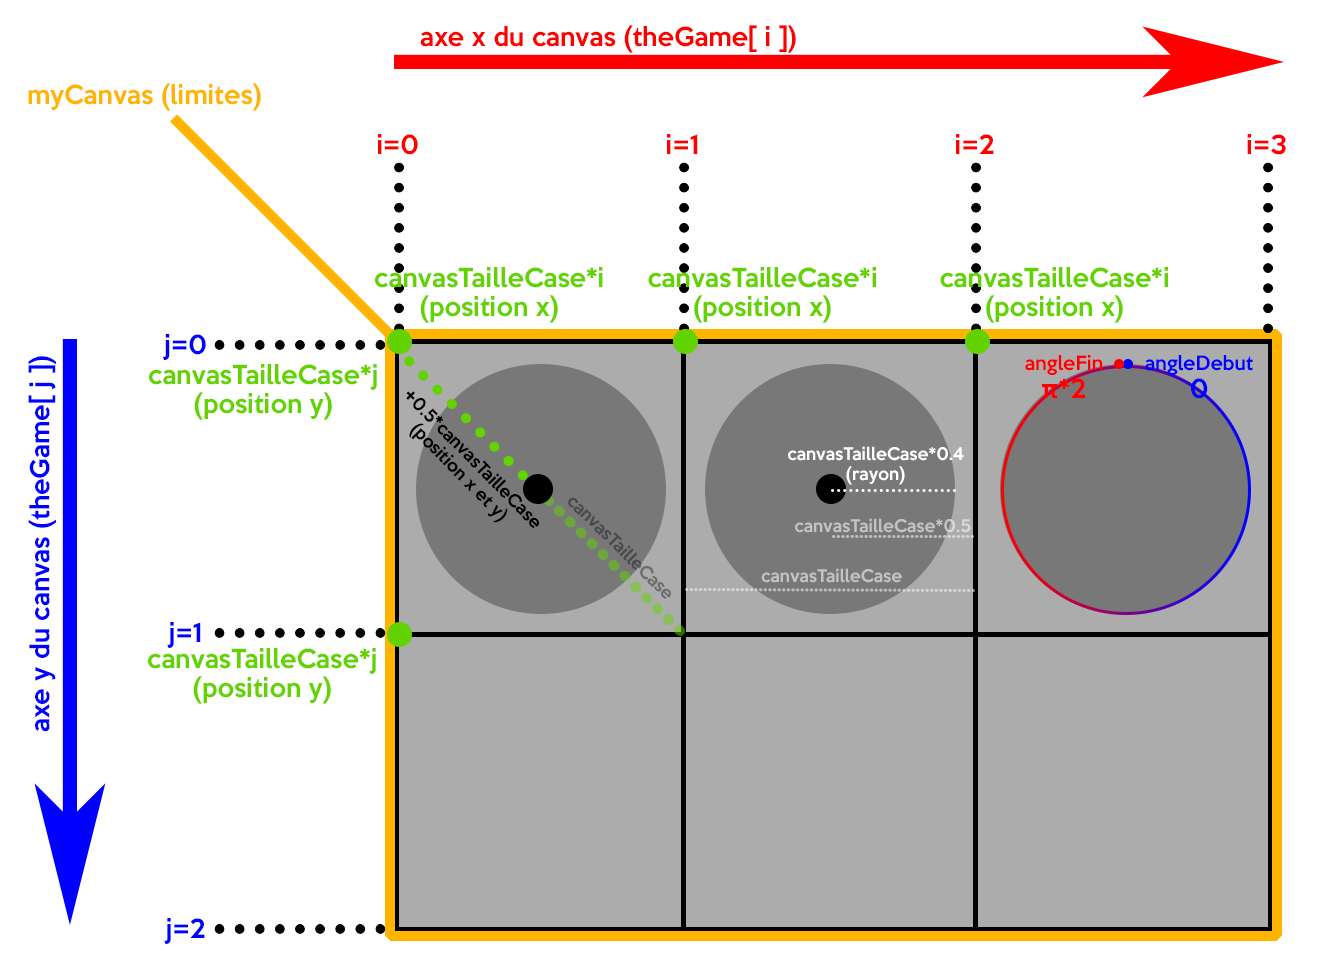 axe x du canvas (theGame[ i ])
myCanvas (limites)
i=0
i=1
i=2
i=3
canvasTailleCase*i
(position x)
canvasTailleCase*i
(position x)
canvasTailleCase*i
(position x)
j=0
canvasTailleCase*j
(position y)
axe y du canvas (theGame[ j ])
+0.5*canvasTailleCase
(position x et y)
canvasTailleCase
canvasTailleCase*0.4
(rayon)
canvasTailleCase*0.5
canvasTailleCase
angleFin
π*2
angleDebut
0
j=1
canvasTailleCase*j
(position y)
j=2